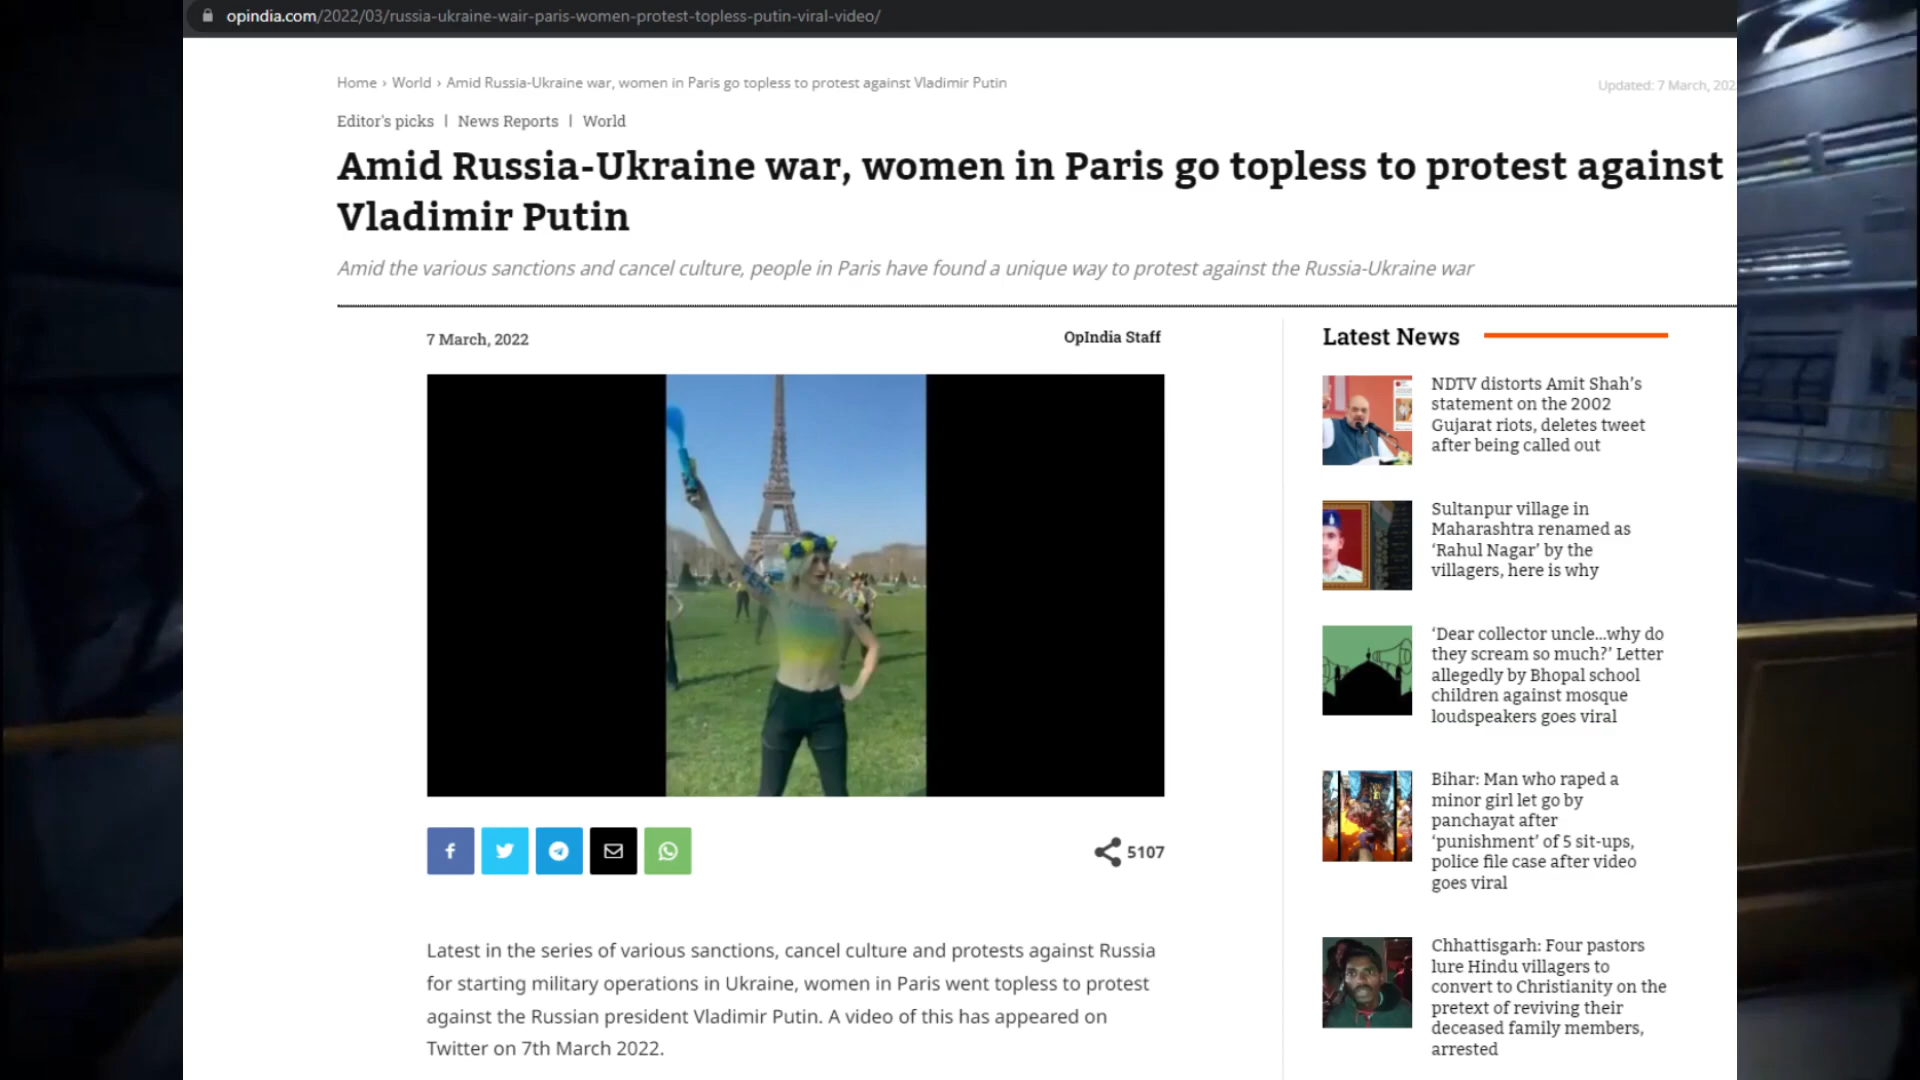 opindia.com/2022/03/russia-ukraine-wair-paris-women-protest-topless-putin-viral-video/
Home › World › Amid Russia-Ukraine war, women in Paris go topless to protest against Vladimir Putin
Updated: 7 March, 202
Editor's picks | News Reports | World
Amid Russia-Ukraine war, women in Paris go topless to protest against
Vladimir Putin
Amid the various sanctions and cancel culture, people in Paris have found a unique way to protest against the Russia-Ukraine war
7 March, 2022
OpIndia Staff
5107
Latest in the series of various sanctions, cancel culture and protests against Russia
for starting military operations in Ukraine, women in Paris went topless to protest
against the Russian president Vladimir Putin. A video of this has appeared on
Twitter on 7th March 2022.
Latest News
NDTV distorts Amit Shah's
statement on the 2002
Gujarat riots, deletes tweet
after being called out
Sultanpur village in
Maharashtra renamed as
‘Rahul Nagar’ by the
villagers, here is why
‘Dear collector uncle...why do
they scream so much?’ Letter
allegedly by Bhopal school
children against mosque
loudspeakers goes viral
Bihar: Man who raped a
minor girl let go by
panchayat after
‘punishment’ of 5 sit-ups,
police file case after video
goes viral
Chhattisgarh: Four pastors
lure Hindu villagers to
convert to Christianity on the
pretext of reviving their
deceased family members,
arrested